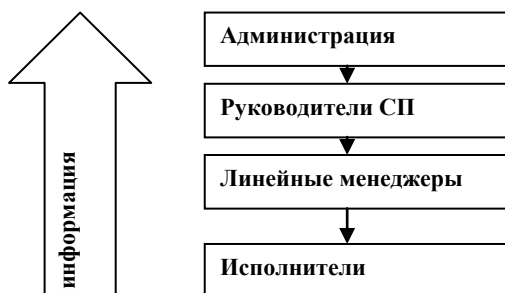 Администрация
Руководители СП
Линейные менеджеры
Исполнители
информация